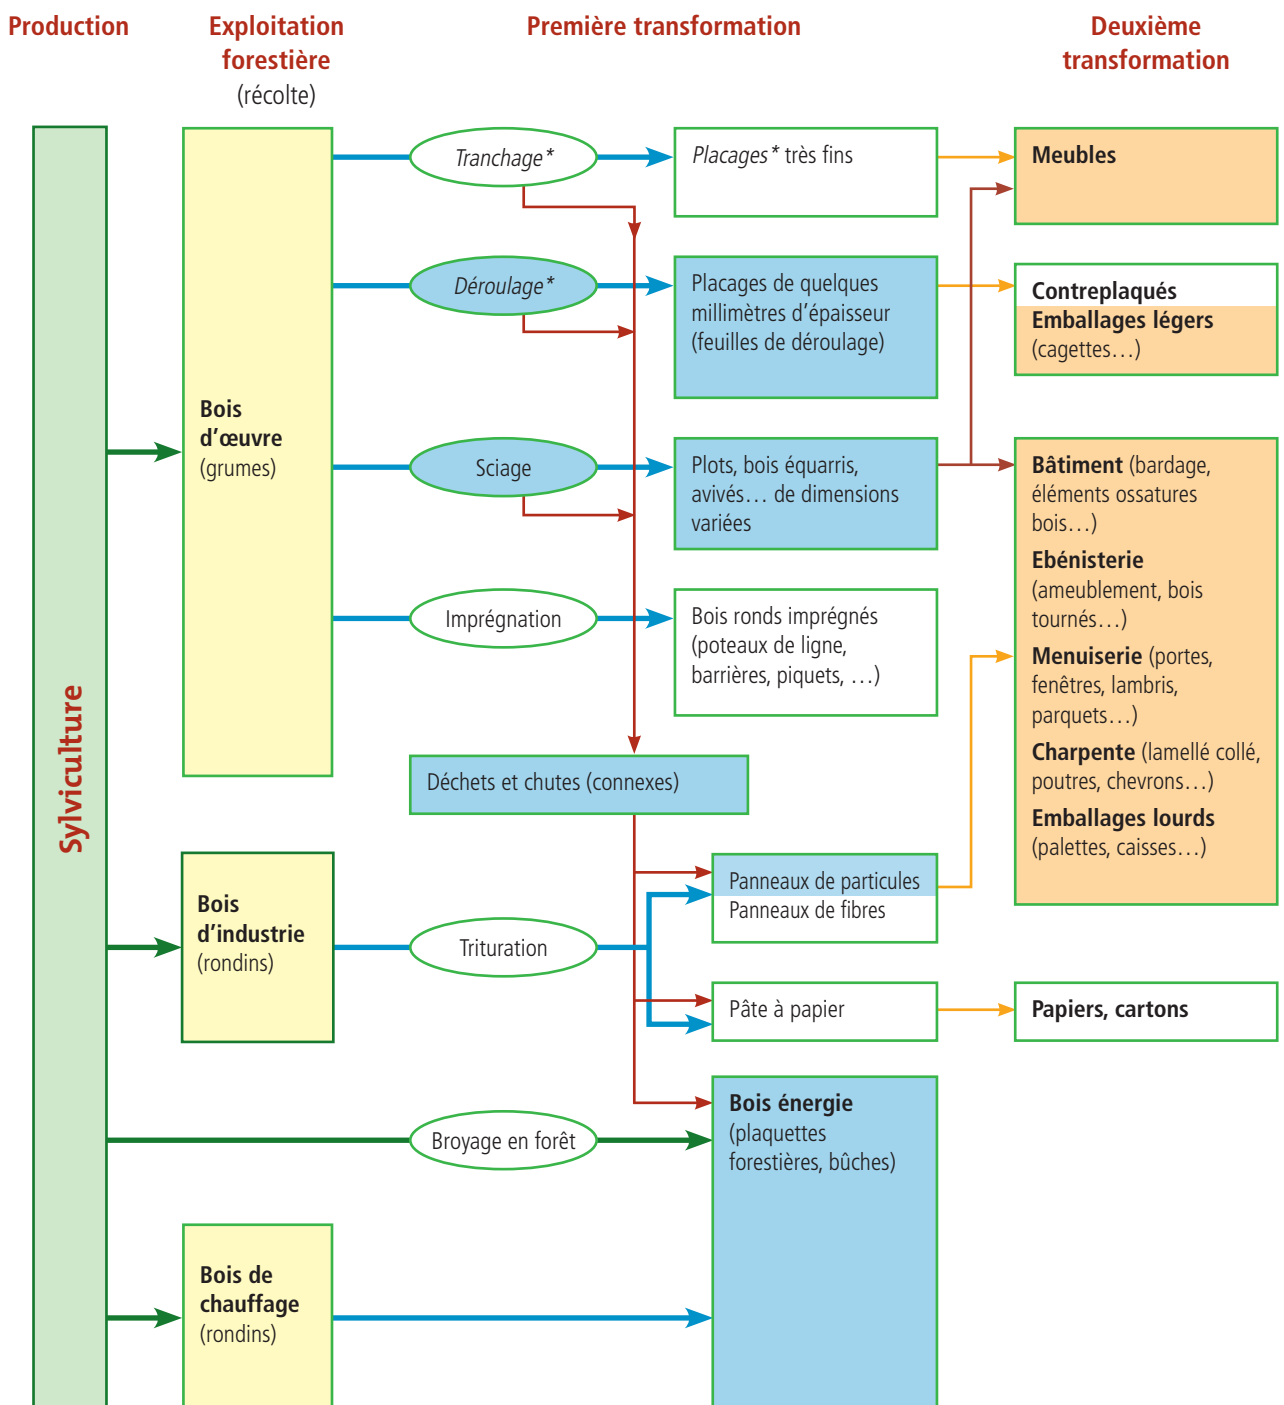 Production
Exploitation
forestière
(récolte)
Première transformation
Deuxième
transformation
Sylviculture
Bois
d'œuvre
(grumes)
Tranchage*
Placages* très fins
Meubles
Déroulage*
Placages de quelques
millimètres d'épaisseur
(feuilles de déroulage)
Contreplaqués
Emballages légers
(cagettes…)
Sciage
Plots, bois équarris,
avivés… de dimensions
variées
Bâtiment (bardage,
éléments ossatures
bois…)
Ebénisterie
(ameublement, bois
tournés…)
Menuiserie (portes,
fenêtres, lambris,
parquets…)
Charpente (lamellé collé,
poutres, chevrons…)
Emballages lourds
(palettes, caisses…)
Imprégnation
Bois ronds imprégnés
(poteaux de ligne,
barrières, piquets, …)
Déchets et chutes (connexes)
Bois
d'industrie
(rondins)
Trituration
Panneaux de particules
Panneaux de fibres
Pâte à papier
Papiers, cartons
Broyage en forêt
Bois énergie
(plaquettes
forestières, bûches)
Bois de
chauffage
(rondins)